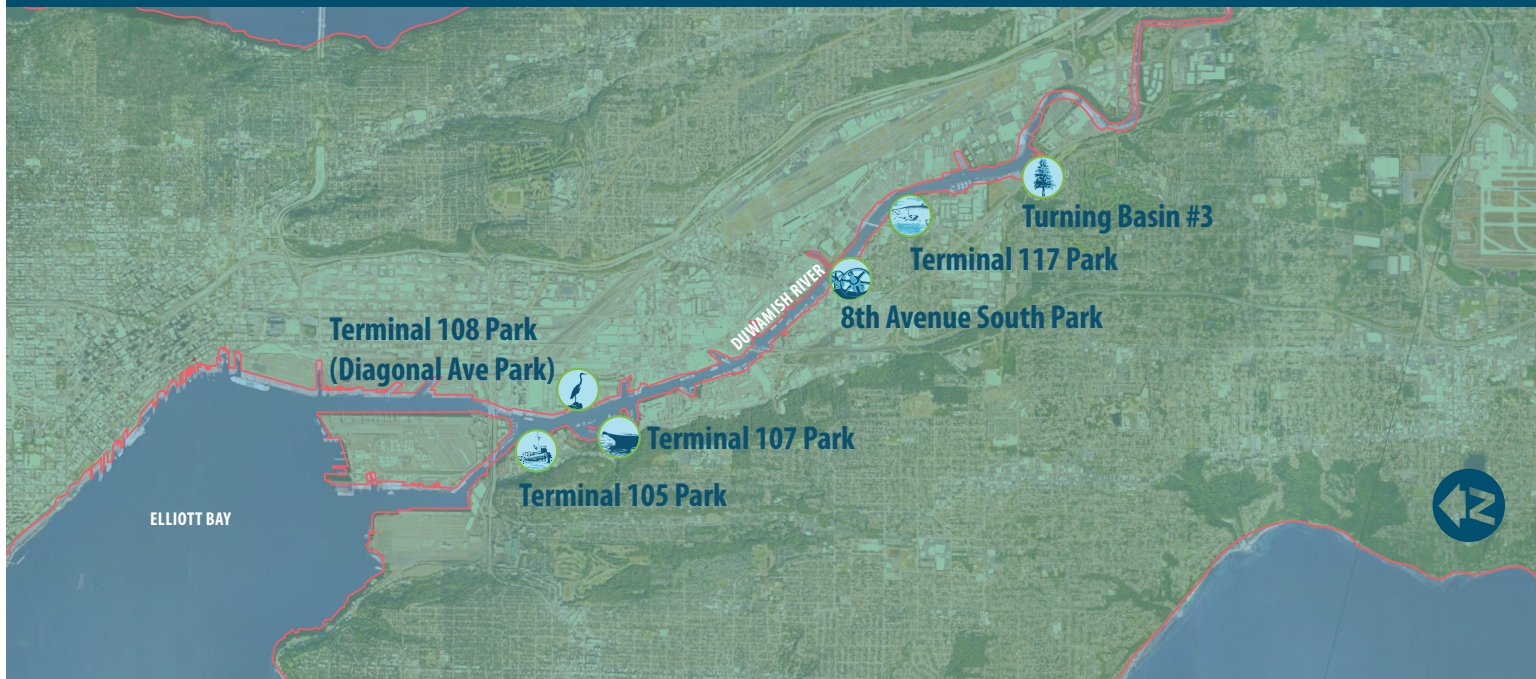 Turning Basin #3
Terminal 117 Park
DUWAMISH RIVER
8th Avenue South Park
Terminal 108 Park
(Diagonal Ave Park)
Terminal 107 Park
Terminal 105 Park
ELLIOTT BAY
N